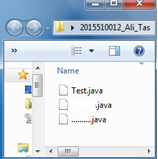 2015510012_Ali_Tas
»
Name
Test.java
.java
..........java